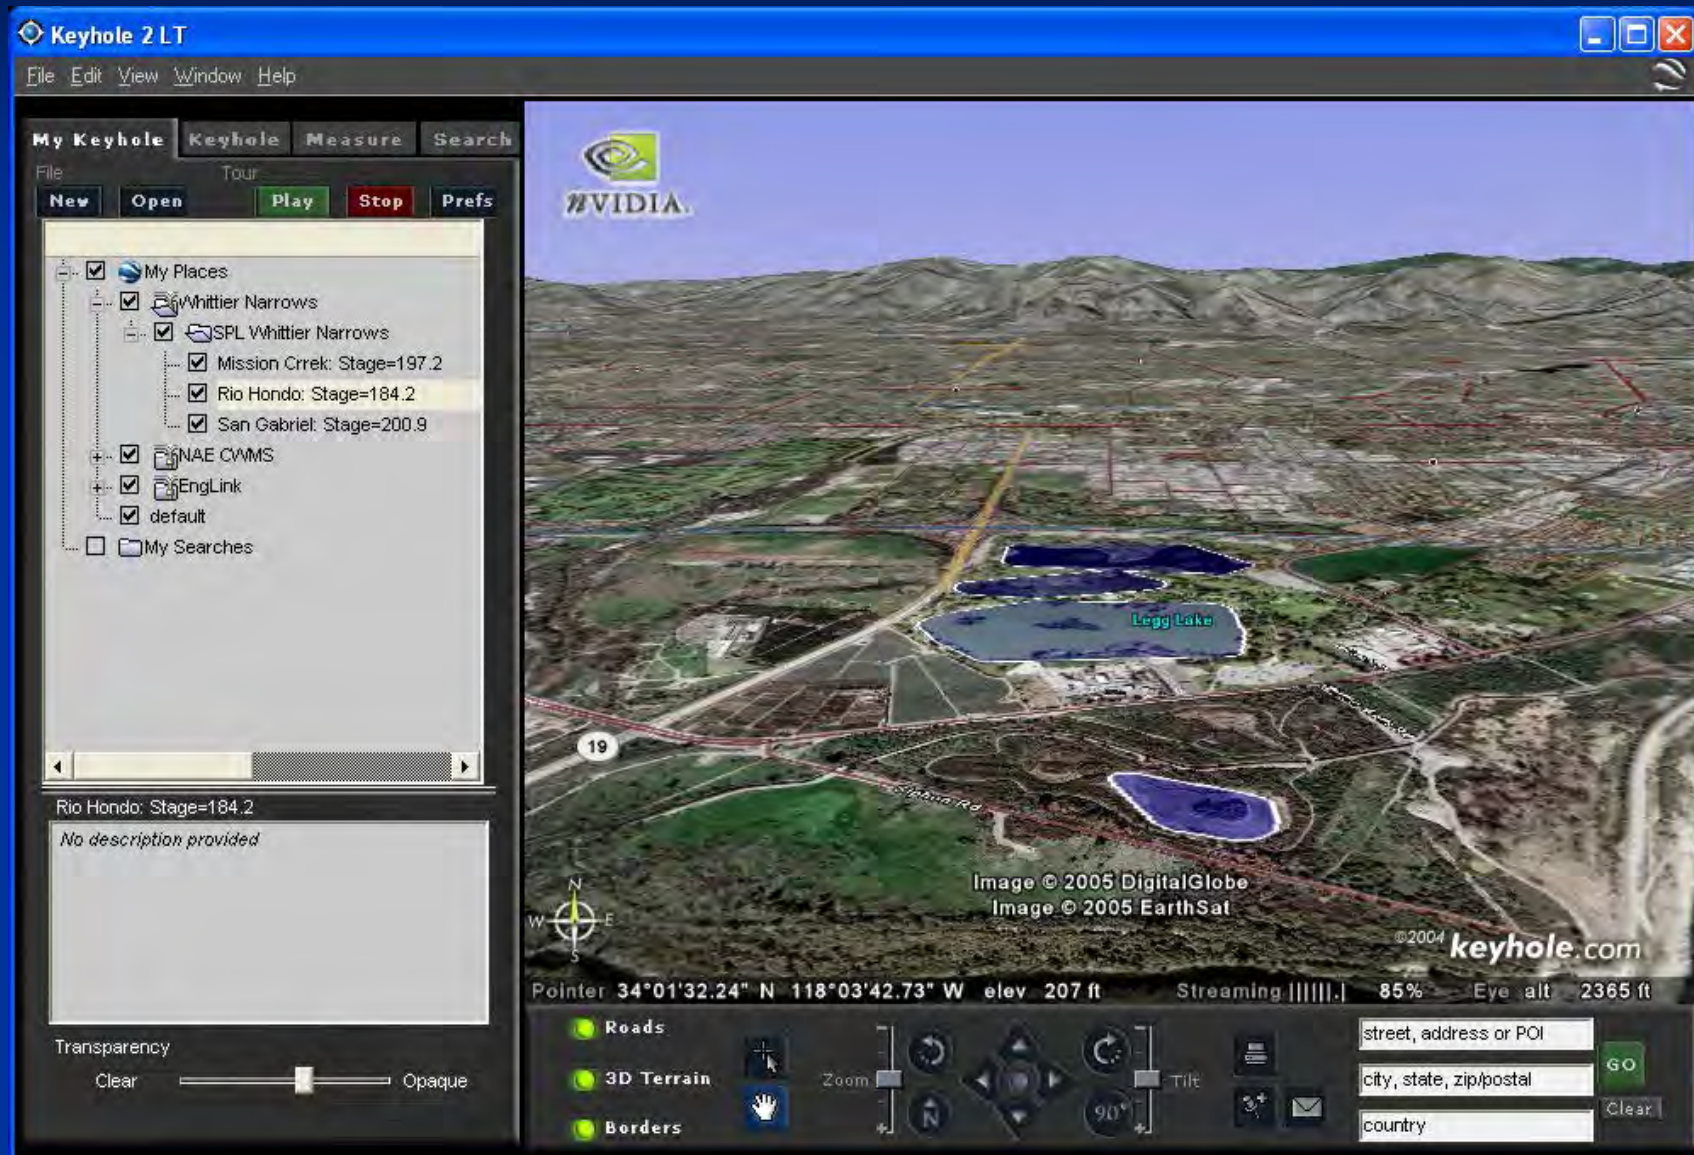 Keyhole 2 LT
File Edit View Window Help
My Keyhole Keyhole Measure Search
File Tour
New Open Play Stop Prefs
My Places
Whittier Narrows
SPL Whittier Narrows
Mission Crrek: Stage=197.2
Rio Hondo: Stage=184.2
San Gabriel: Stage=200.9
NAE CWMS
EngLink
default
My Searches
Rio Hondo: Stage=184.2
No description provided
Transparency
Clear Opaque
nVIDIA.
Legg Lake
19
Rd
Image © 2005 DigitalGlobe
Image © 2005 EarthSat
N
W E
S
©2004 keyhole.com
Pointer 34°01'32.24" N 118°03'42.73" W elev 207 ft Streaming ||||||.| 85% Eye alt 2365 ft
Roads
3D Terrain
Borders
Zoom
N
90°
Tilt
street, address or POI
city, state, zip/postal
country
GO
Clear